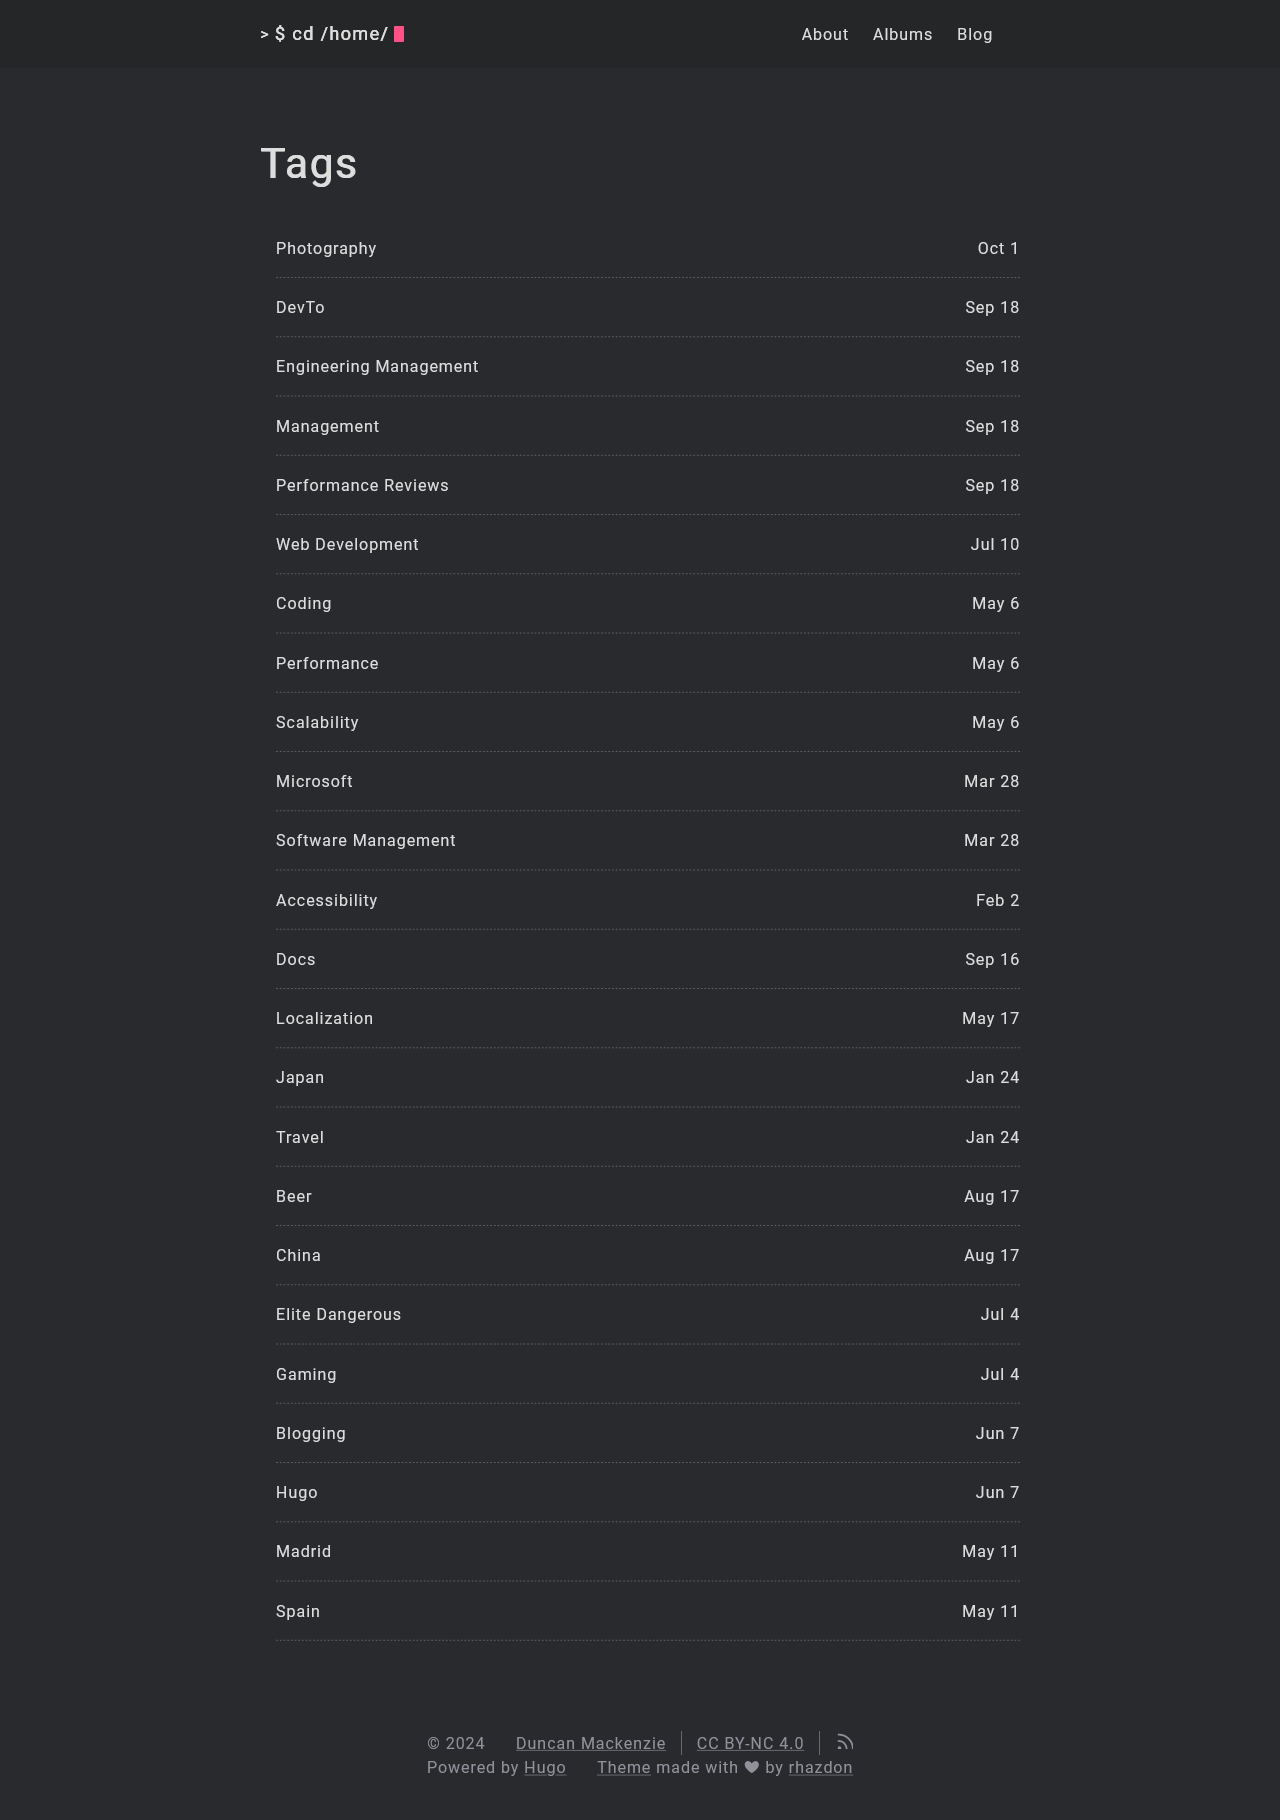 > $ cd /home/
About Albums Blog
Tags
Photography Oct 1
DevTo Sep 18
Engineering Management Sep 18
Management Sep 18
Performance Reviews Sep 18
Web Development Jul 10
Coding May 6
Performance May 6
Scalability May 6
Microsoft Mar 28
Software Management Mar 28
Accessibility Feb 2
Docs Sep 16
Localization May 17
Japan Jan 24
Travel Jan 24
Beer Aug 17
China Aug 17
Elite Dangerous Jul 4
Gaming Jul 4
Blogging Jun 7
Hugo Jun 7
Madrid May 11
Spain May 11
© 2024 Duncan Mackenzie CC BY-NC 4.0
Powered by Hugo Theme made with ♥ by rhazdon